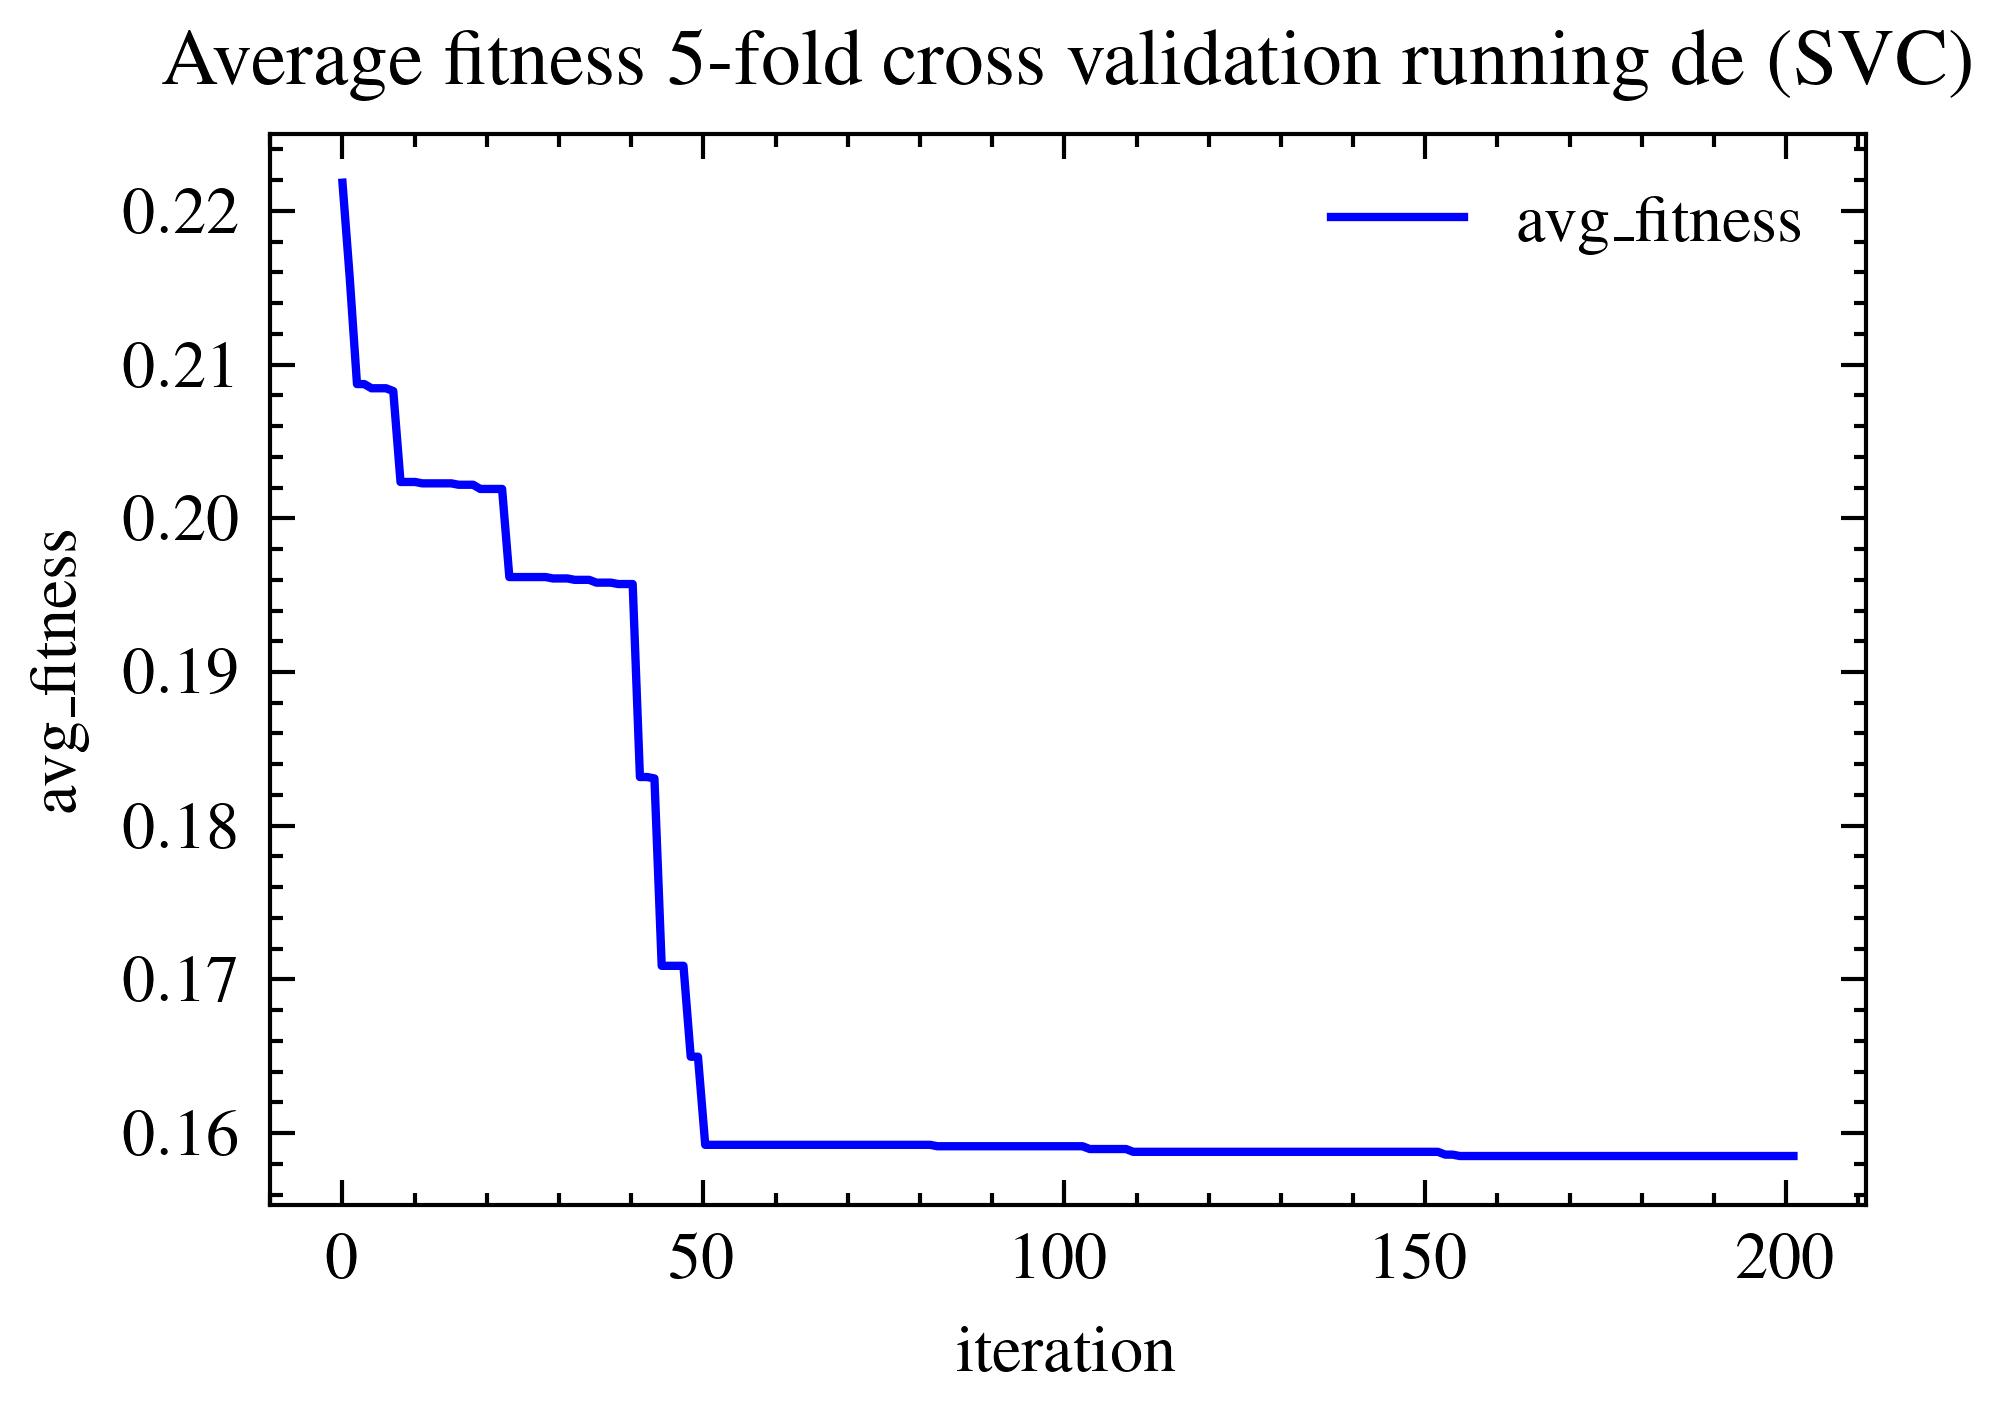 Average fitness 5-fold cross validation running de (SVC)
avg_fitness
0.22
0.21
0.20
0.19
0.18
0.17
0.16
avg_fitness
0 50 100 150 200
iteration